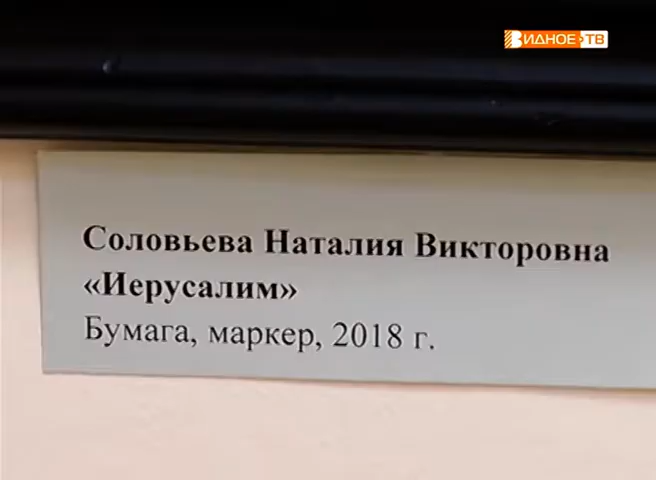 ВИДНОЕ-ТВ
Соловьева Наталия Викторовна
«Иерусалим»
Бумага, маркер, 2018 г.